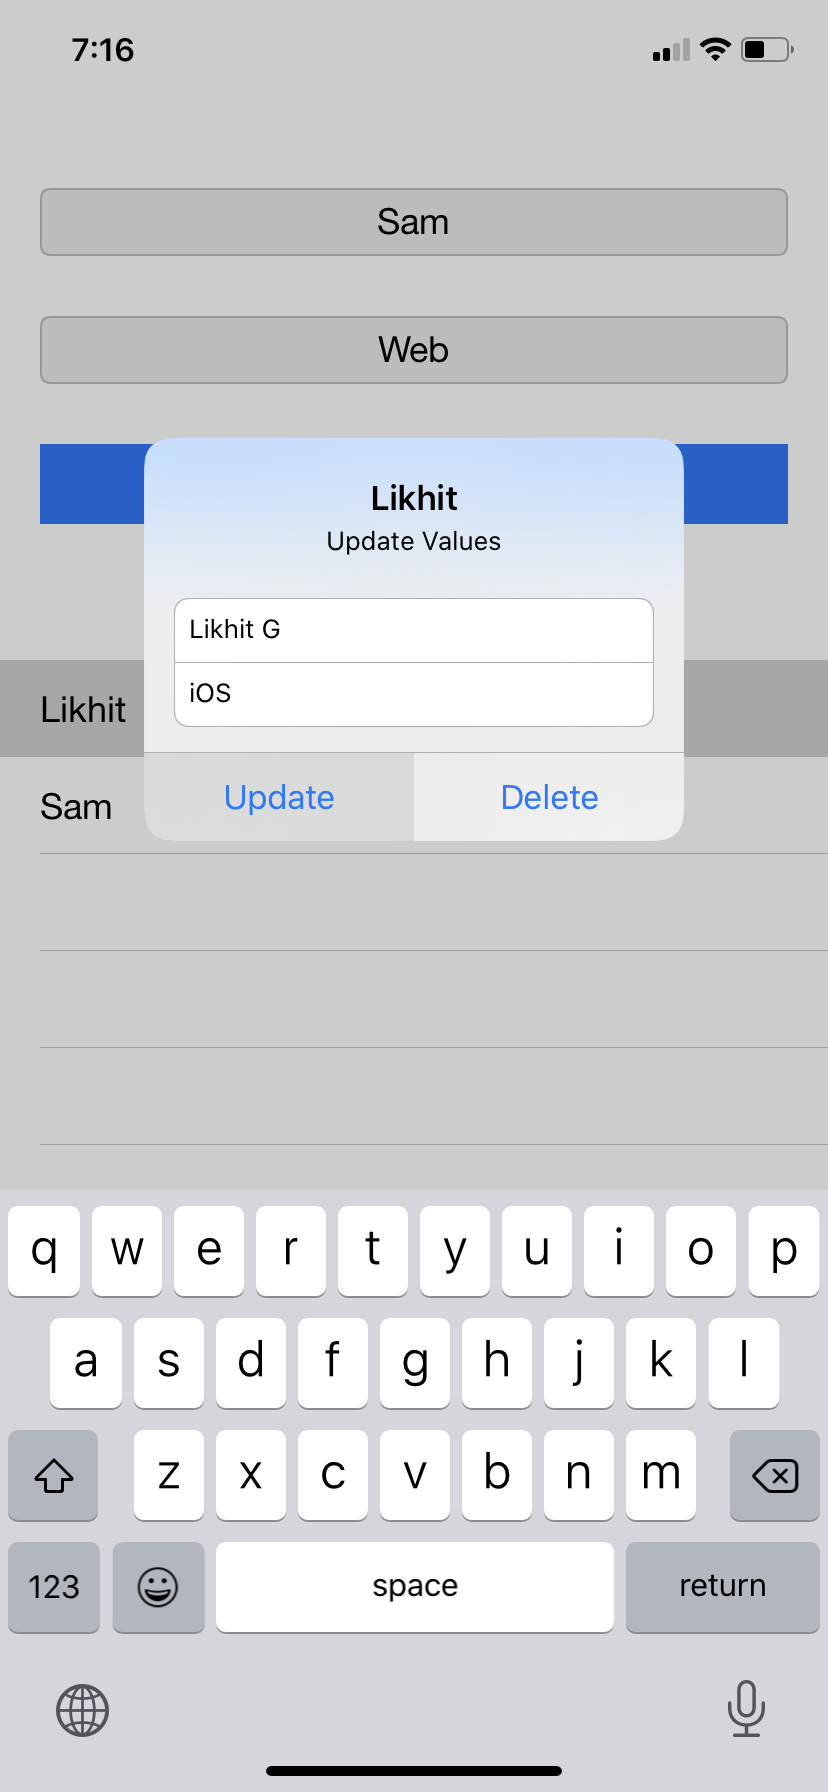 7:16
Sam
Web
Likhit
Update Values
Likhit G
iOS
Likhit
Sam
Update Delete
q w e r t y u i o p
a s d f g h j k l
z x c v b n m
123 space return